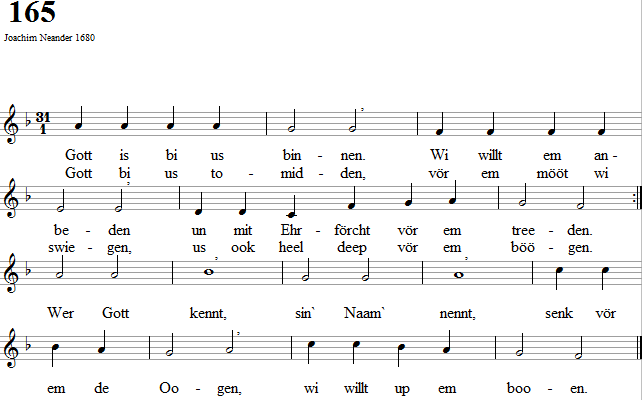 165
Joachim Neander 1680
31
1
Gott is bi us bin - nen. Wi willt em an-
Gott bi us to - mid - den, vör em mööt wi
be - den un mit Ehr- förcht vör em tree - den.
swie - gen, us ook heel deep vör em böö - gen.
Wer Gott kennt, sin` Naam` nennt, senk vör
em de Oo - gen, wi willt up em boo - en.